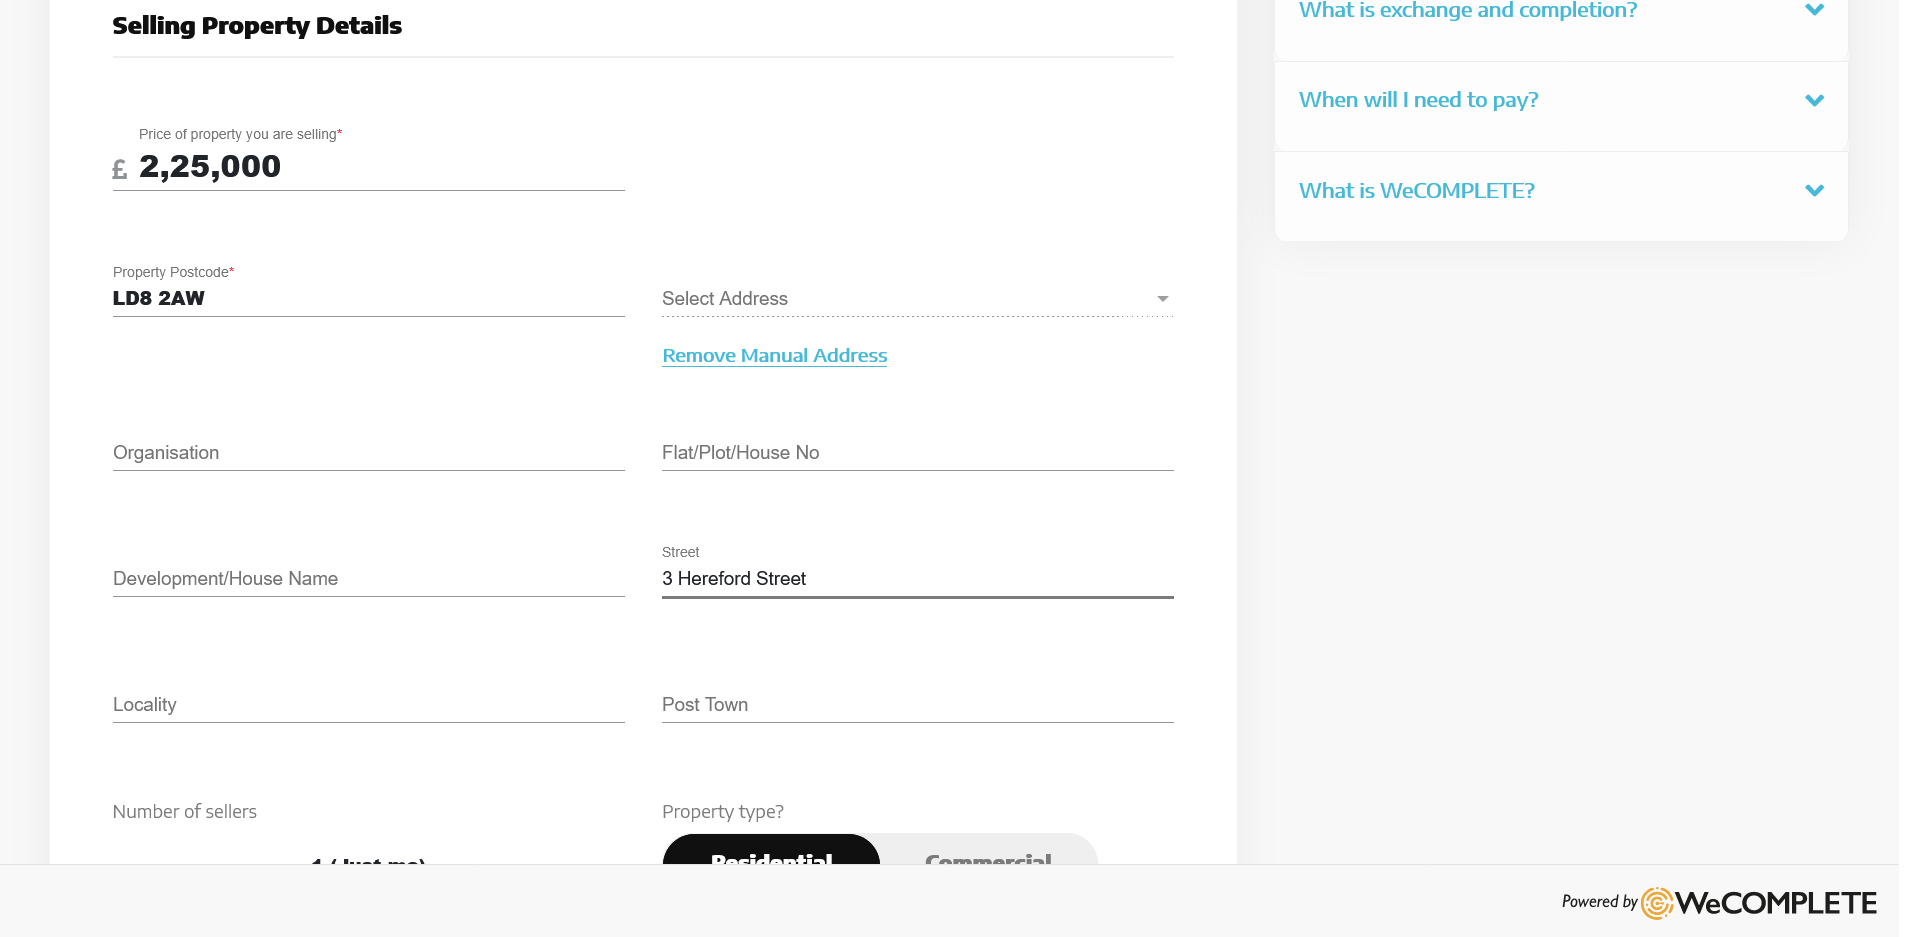 Selling Property Details
Price of property you are selling*
£ 2,25,000
Property Postcode*
LD8 2AW
Select Address
Remove Manual Address
Organisation
Flat/Plot/House No
Development/House Name
Street
3 Hereford Street
Locality
Post Town
Number of sellers
Property type?
1 (Just me)
Residential
Commercial
What is exchange and completion?
When will I need to pay?
What is WeCOMPLETE?
Powered by WeCOMPLETE